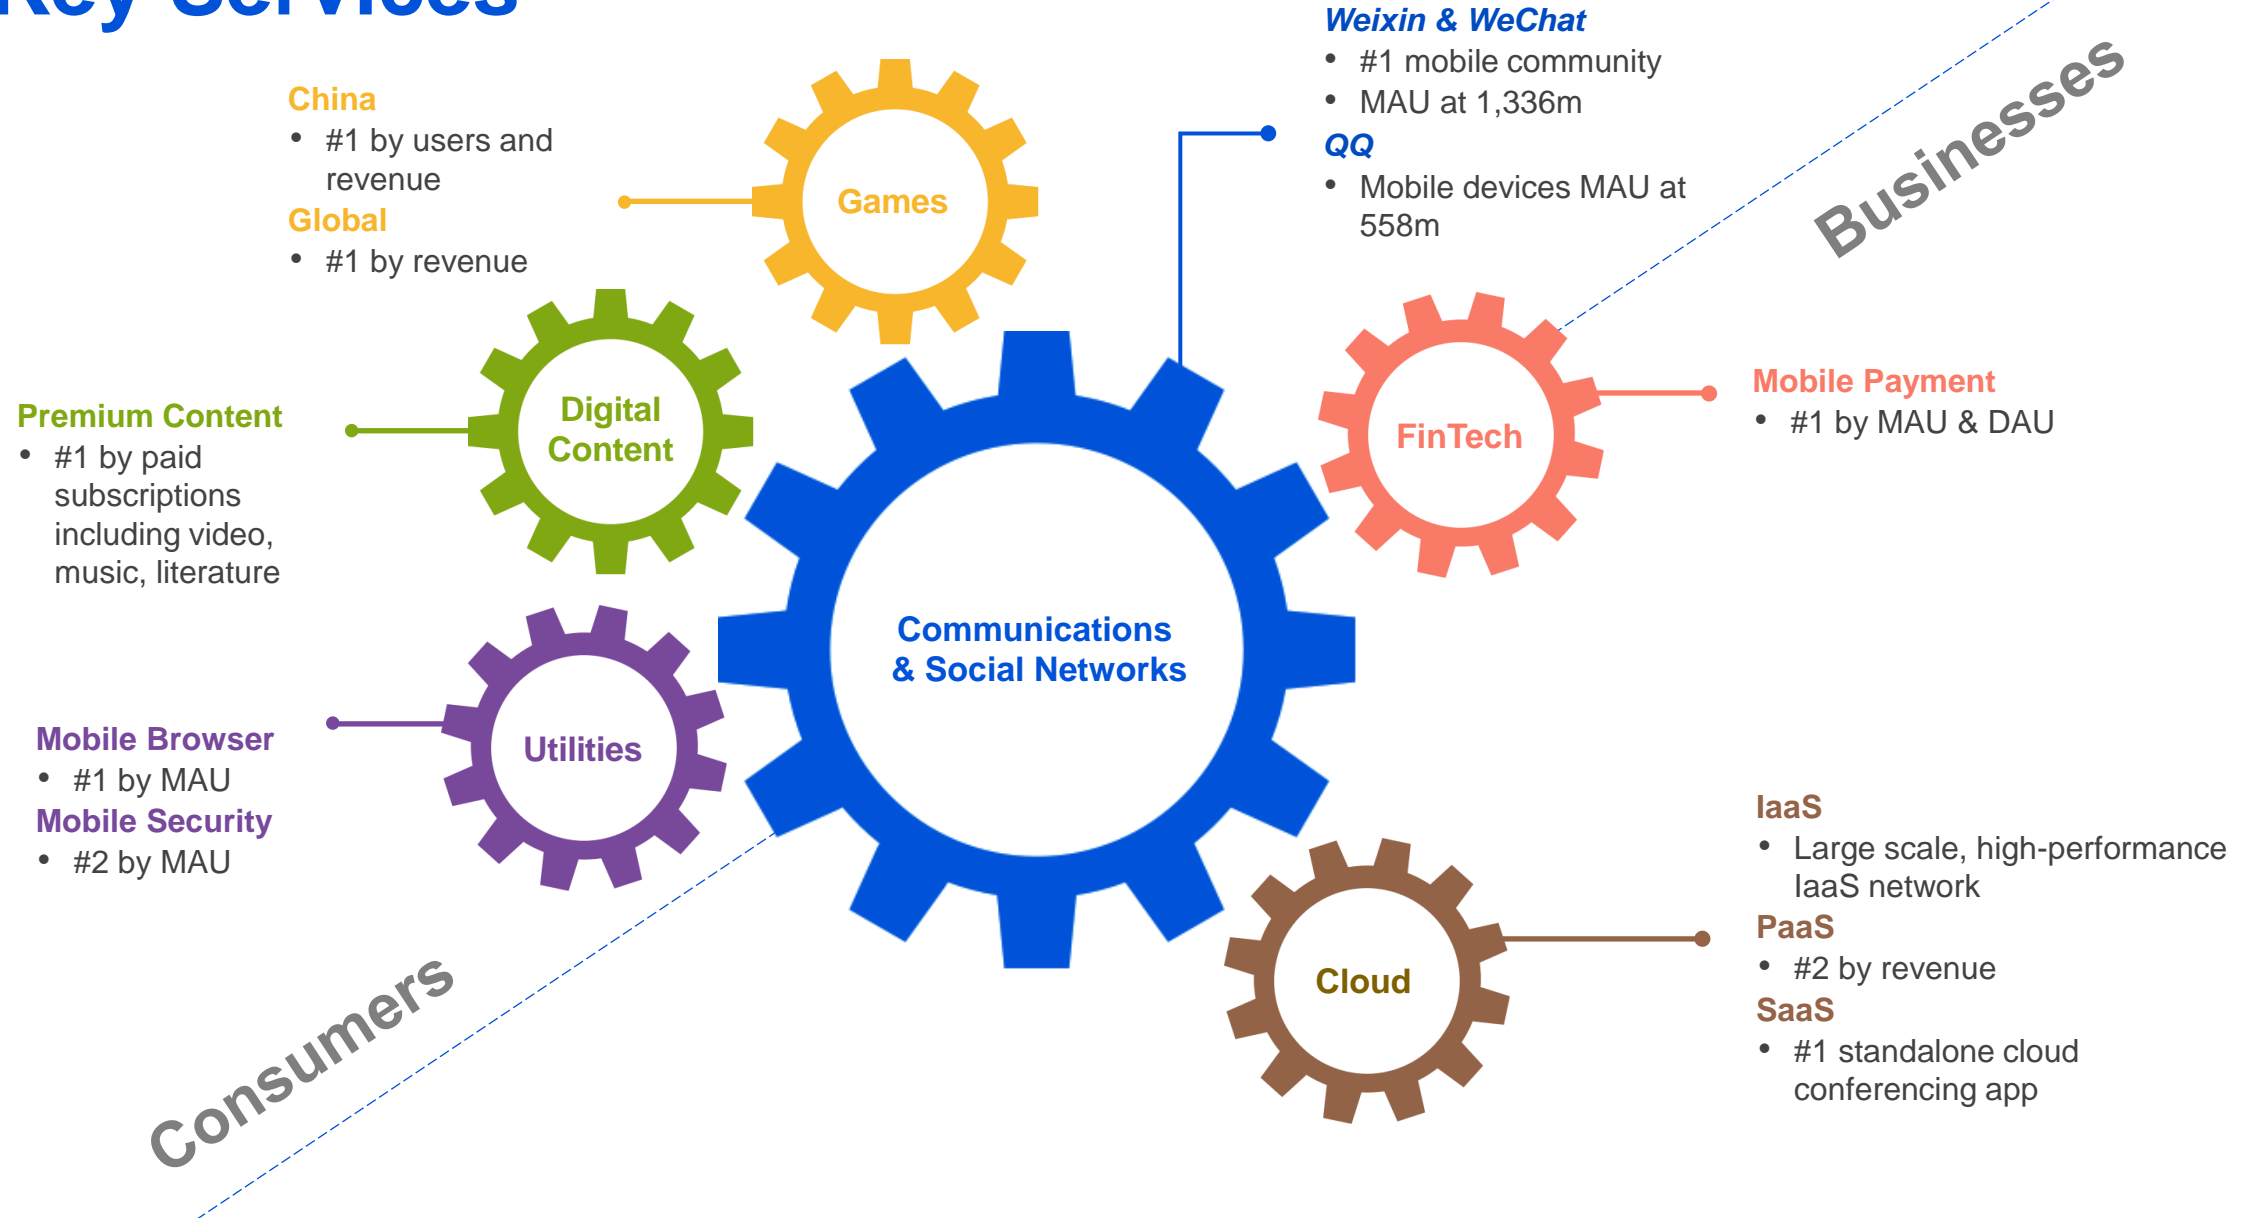 Key Services
Weixin & WeChat
• #1 mobile community
• MAU at 1,336m
QQ
• Mobile devices MAU at
558m
Businesses
China
• #1 by users and
revenue
Global
• #1 by revenue
Games
Premium Content
• #1 by paid
subscriptions
including video,
music, literature
Digital
Content
FinTech
Mobile Payment
• #1 by MAU & DAU
Communications
& Social Networks
Mobile Browser
• #1 by MAU
Mobile Security
• #2 by MAU
Utilities
Consumers
Cloud
IaaS
• Large scale, high-performance
IaaS network
PaaS
• #2 by revenue
SaaS
• #1 standalone cloud
conferencing app